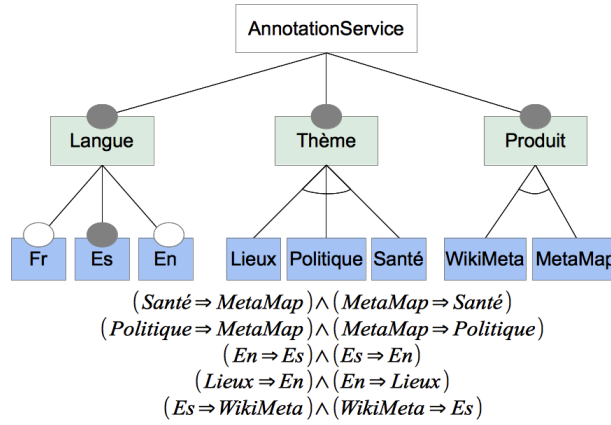 AnnotationService
Langue Thème Produit
Fr Es En Lieux Politique Santé WikiMeta MetaMap
(Santé⇒MetaMap)∧(MetaMap⇒Santé)
(Politique⇒MetaMap)∧(MetaMap⇒Politique)
(En⇒Es)∧(Es⇒En)
(Lieux⇒En)∧(En⇒Lieux)
(Es⇒WikiMeta)∧(WikiMeta⇒Es)